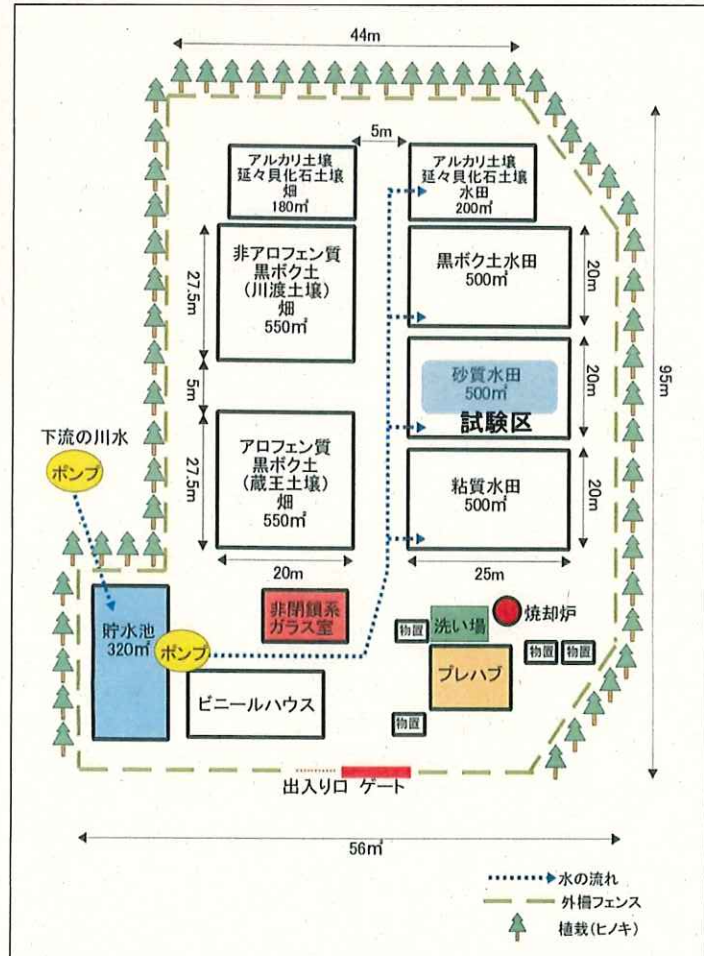 44m
5m
アルカリ土壌
延々貝化石土壌
畑
180㎡
アルカリ土壌
延々貝化石土壌
水田
200㎡
27.5m
非アロフェン質
黒ボク土
(川渡土壌)
畑
550㎡
黒ボク土水田
500㎡
20m
95m
5m
砂質水田
500㎡
試験区
20m
下流の川水
ポンプ
27.5m
アロフェン質
黒ボク土
(蔵王土壌)
畑
550㎡
粘質水田
500㎡
20m
20m
25m
貯水池
320㎡
ポンプ
非閉鎖系
ガラス室
物置
洗い場
焼却炉
物置
物置
プレハブ
ビニールハウス
物置
出入り口 ゲート
56㎡
水の流れ
外柵フェンス
植栽(ヒノキ)